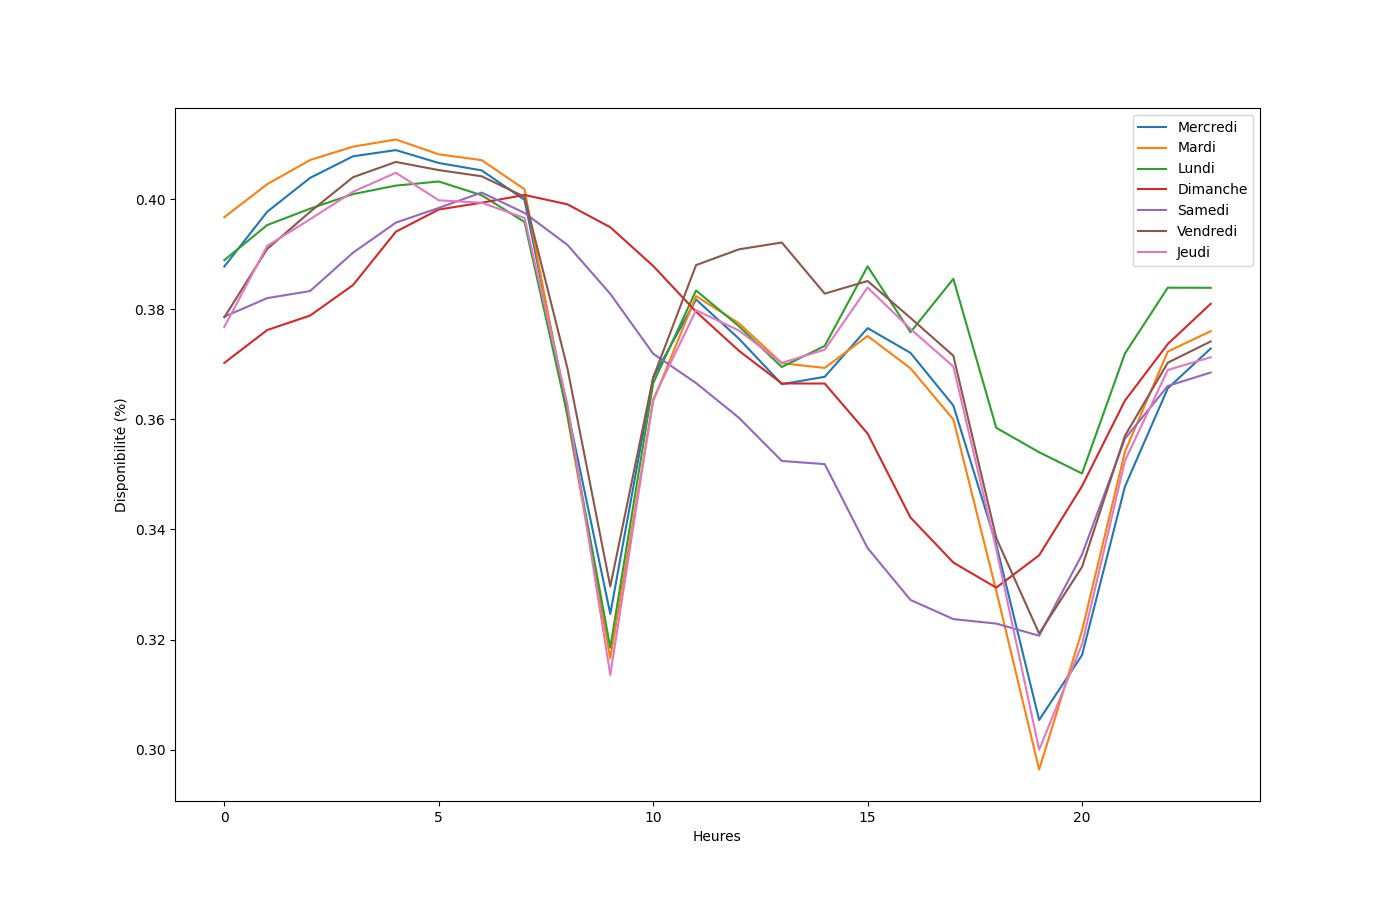 Mercredi
Mardi
Lundi
Dimanche
Samedi
Vendredi
Jeudi
0.40
0.38
0.36
0.34
0.32
0.30
Disponibilité (%)
0 5 10 15 20
Heures